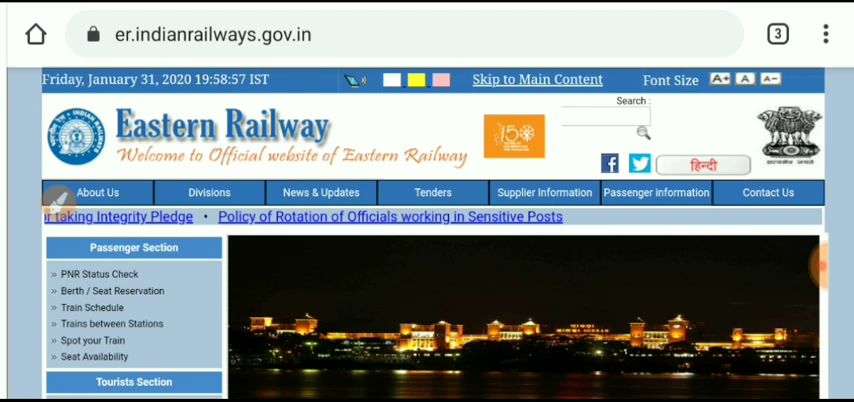 er.indianrailways.gov.in
3
Friday, January 31, 2020 19:58:57 IST
Skip to Main Content
Font Size A+ A A-
Search :
Eastern Railway
Welcome to Official website of Eastern Railway
150
हिन्दी
About Us
Divisions
News & Updates
Tenders
Supplier Information
Passenger information
Contact Us
taking Integrity Pledge • Policy of Rotation of Officials working in Sensitive Posts
Passenger Section
» PNR Status Check
» Berth / Seat Reservation
» Train Schedule
» Trains between Stations
» Spot your Train
» Seat Availability
Tourists Section